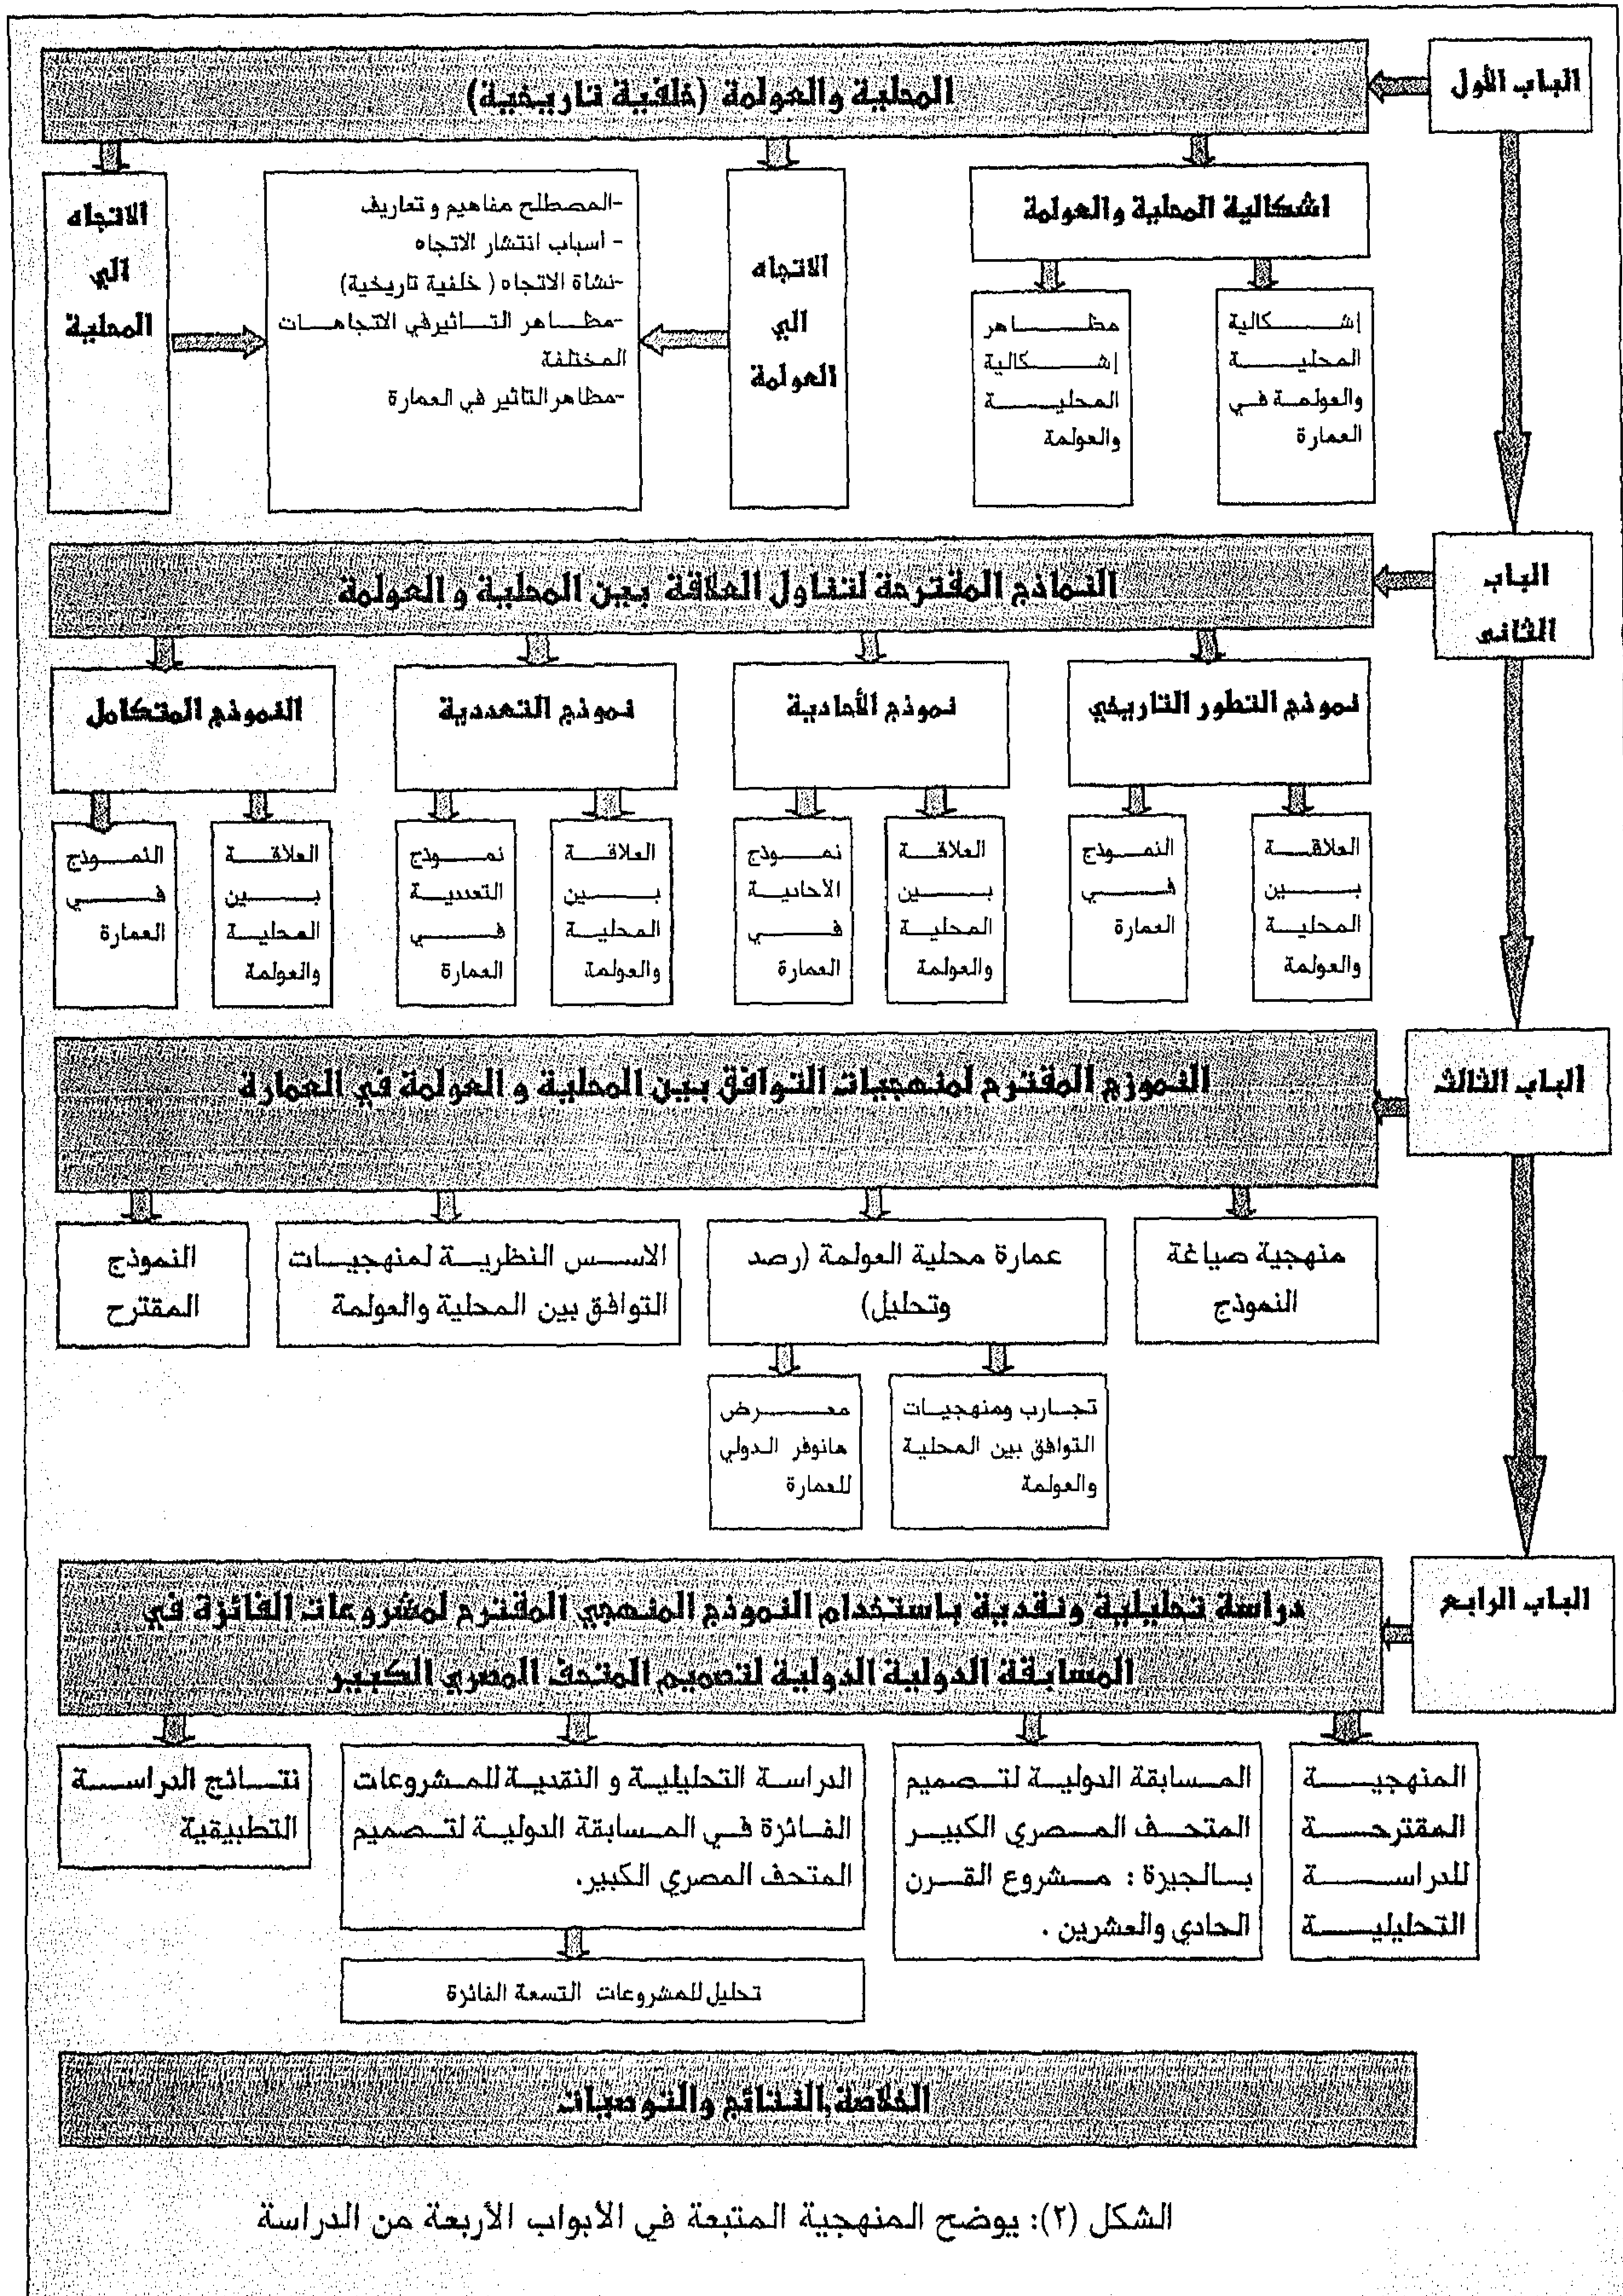 الباب الأول
المحلية والعولمة (خلفية تاريخية)
اشكالية المحلية والعولمة
إشكالية
المحلية
والعولمة في
العمارة
مظاهر
إشكالية
المحلية
والعولمة
الاتجاه
الي
العولمة
-المصطلح مفاهيم و تعاريف
- أسباب انتشار الاتجاه
-نشاة الاتجاه ( خلفية تاريخية)
-مظاهر التاثيرفي الاتجاهات
المختلفة
-مظاهر التاثير في العمارة
الاتجاه
الي
المحلية
الباب
الثانى
النماذج المقترحة لتناول العلاقة بين المحلية و العولمة
نموذج التطور التاريخي
العلاقة
بين
المحلية
والعولمة
النموذج
في
العمارة
نموذج الأحادية
العلاقة
بين
المحلية
والعولمة
نموذج
الأحادية
في
العمارة
نموذج التعددية
العلاقة
بين
المحلية
والعولمة
نموذج
التعددية
في
العمارة
النموذج المتكامل
العلاقة
بين
المحلية
والعولمة
النموذج
في
العمارة
الباب الثالث
النموزج المقترح لمنهجيات التوافق بين المحلية و العولمة في العمارة
منهجية صياغة
النموذج
عمارة محلية العولمة (رصد
وتحليل)
تجارب ومنهجيات
التوافق بين المحلية
والعولمة
معرض
هانوفر الدولي
للعمارة
الاسس النظرية لمنهجيات
التوافق بين المحلية والعولمة
النموذج
المقترح
الباب الرابع
دراسة تحليلية ونقدية باستخدام النموذج المنهجي المقترح لمشروعات الفائزة في
المسابقة الدولية الدولية لتصميم المتحف المصري الكبير
المنهجية
المقترحة
للدراسة
التحليلية
المسابقة الدولية لتصميم
المتحف المصري الكبير
بالجيزة : مشروع القرن
الحادي والعشرين .
الدراسة التحليلية و النقدية للمشروعات
الفائزة في المسابقة الدولية لتصميم
المتحف المصري الكبير.
تحليل للمشروعات التسعة الفائزة
نتائج الدراسة
التطبيقية
الخلاصة,النتائج والتوصيات
الشكل (٢): يوضح المنهجية المتبعة في الأبواب الأربعة من الدراسة